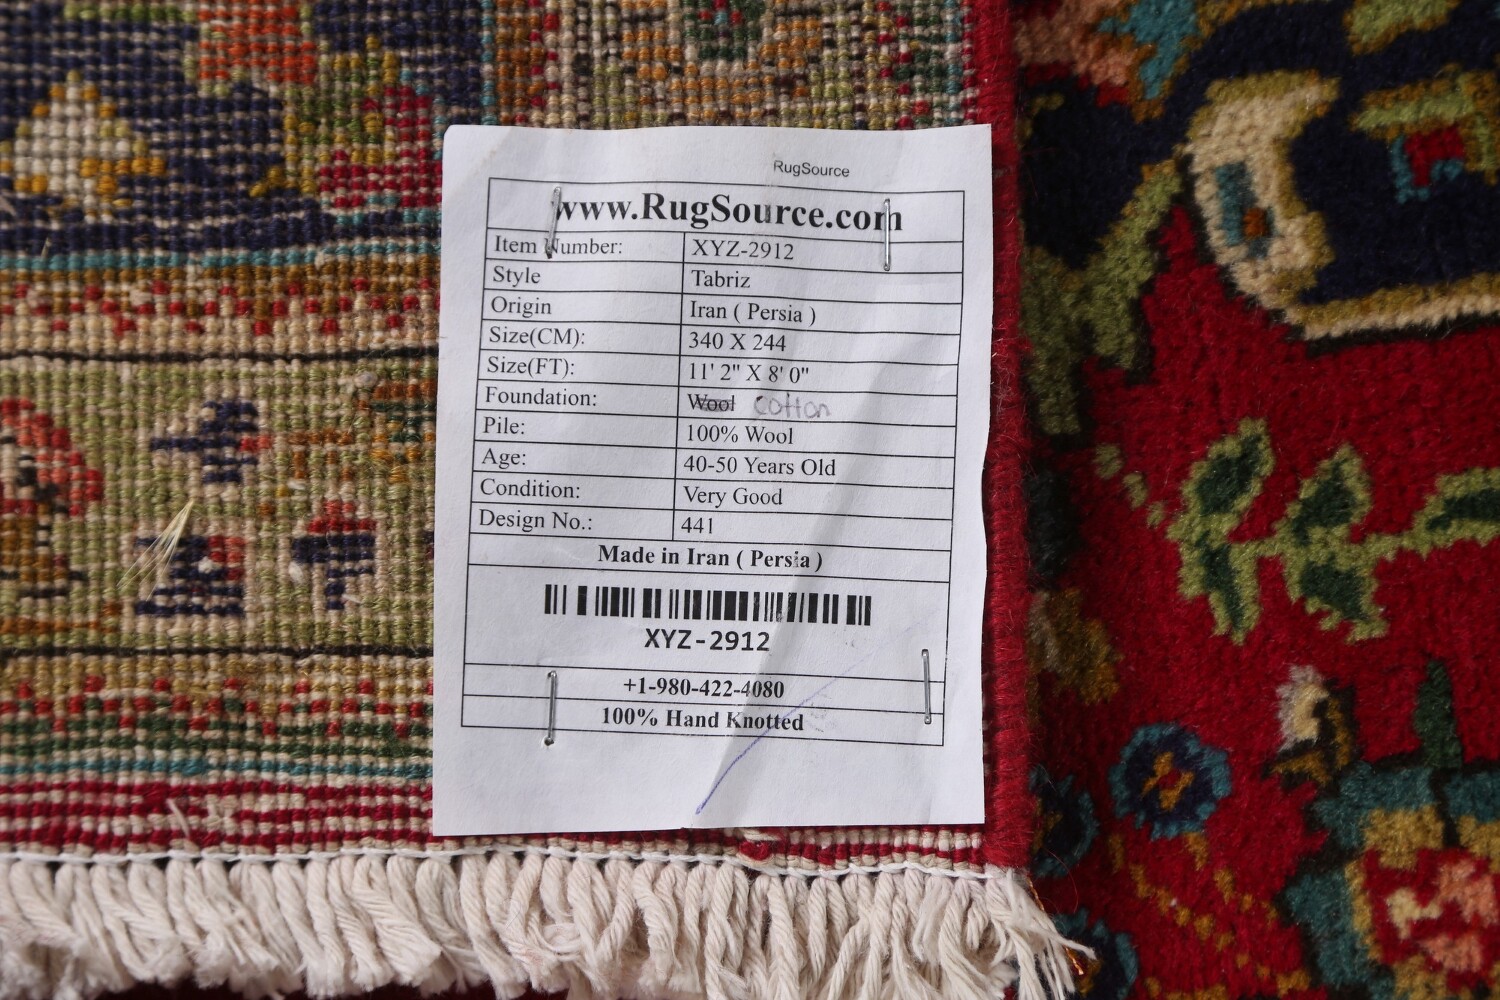 RugSource
www.RugSource.com
Item Number: XYZ-2912
Style Tabriz
Origin Iran ( Persia )
Size(CM): 340 X 244
Size(FT): 11' 2" X 8' 0"
Foundation: Wool Cotton
Pile: 100% Wool
Age: 40-50 Years Old
Condition: Very Good
Design No.: 441
Made in Iran ( Persia )
XYZ-2912
+1-980-422-4080
100% Hand Knotted